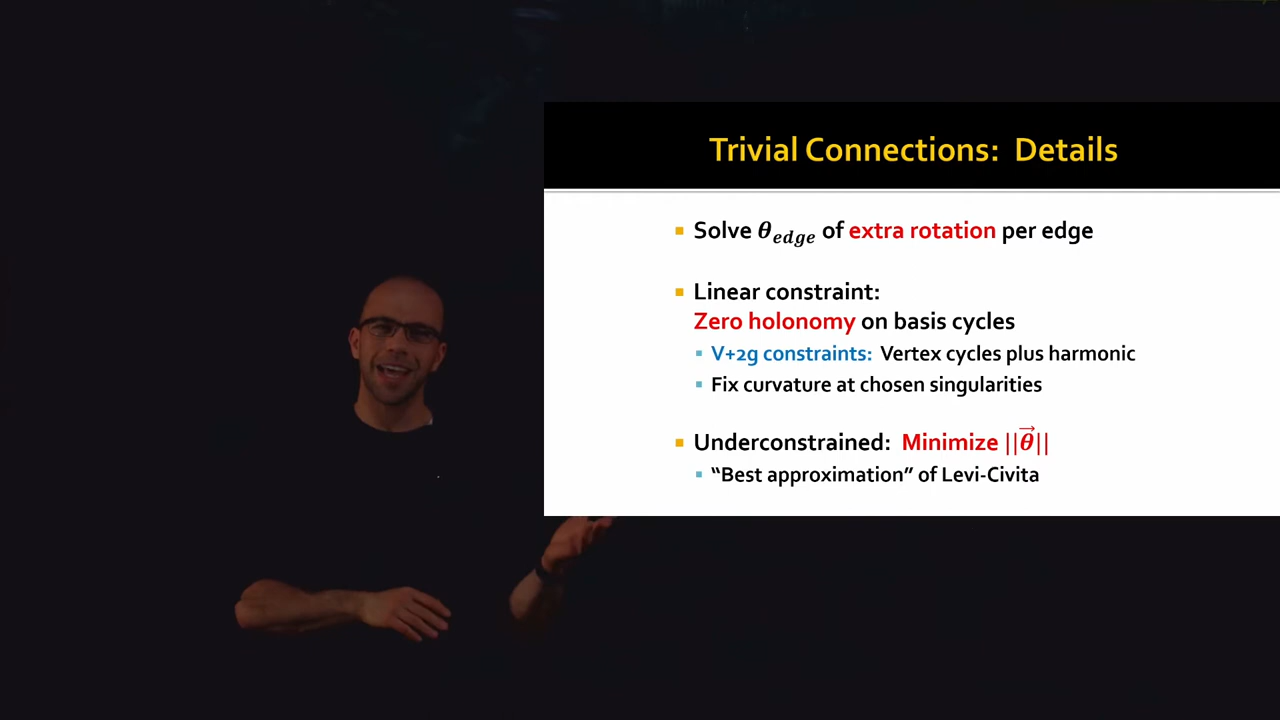 Trivial Connections: Details
Solve θ_edge of extra rotation per edge
Linear constraint:
Zero holonomy on basis cycles
V+2g constraints: Vertex cycles plus harmonic
Fix curvature at chosen singularities
Underconstrained: Minimize ||θ⃗||
“Best approximation” of Levi-Civita